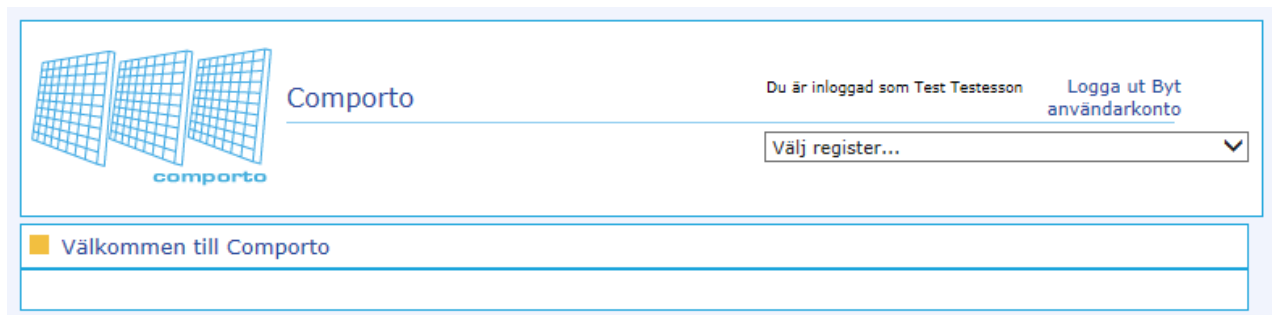 comporto
Comporto
Du är inloggad som Test Testesson
Logga ut Byt
användarkonto
Välj register...
Välkommen till Comporto